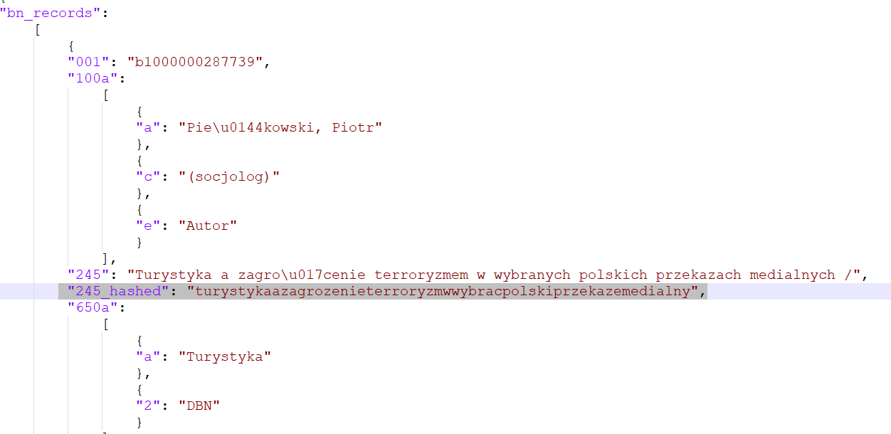 "bn_records":
[
{
"001": "b1000000287739",
"100a":
[
{
"a": "Pie\u0144kowski, Piotr"
},
{
"c": "(socjolog)"
},
{
"e": "Autor"
}
],
"245": "Turystyka a zagro\u017cenie terroryzmem w wybranych polskich przekazach medialnych /",
"245_hashed": "turystykaazagrozenieterroryzmwwybracpolskiprzekazemedialny",
"650a":
[
{
"a": "Turystyka"
},
{
"2": "DBN"
}